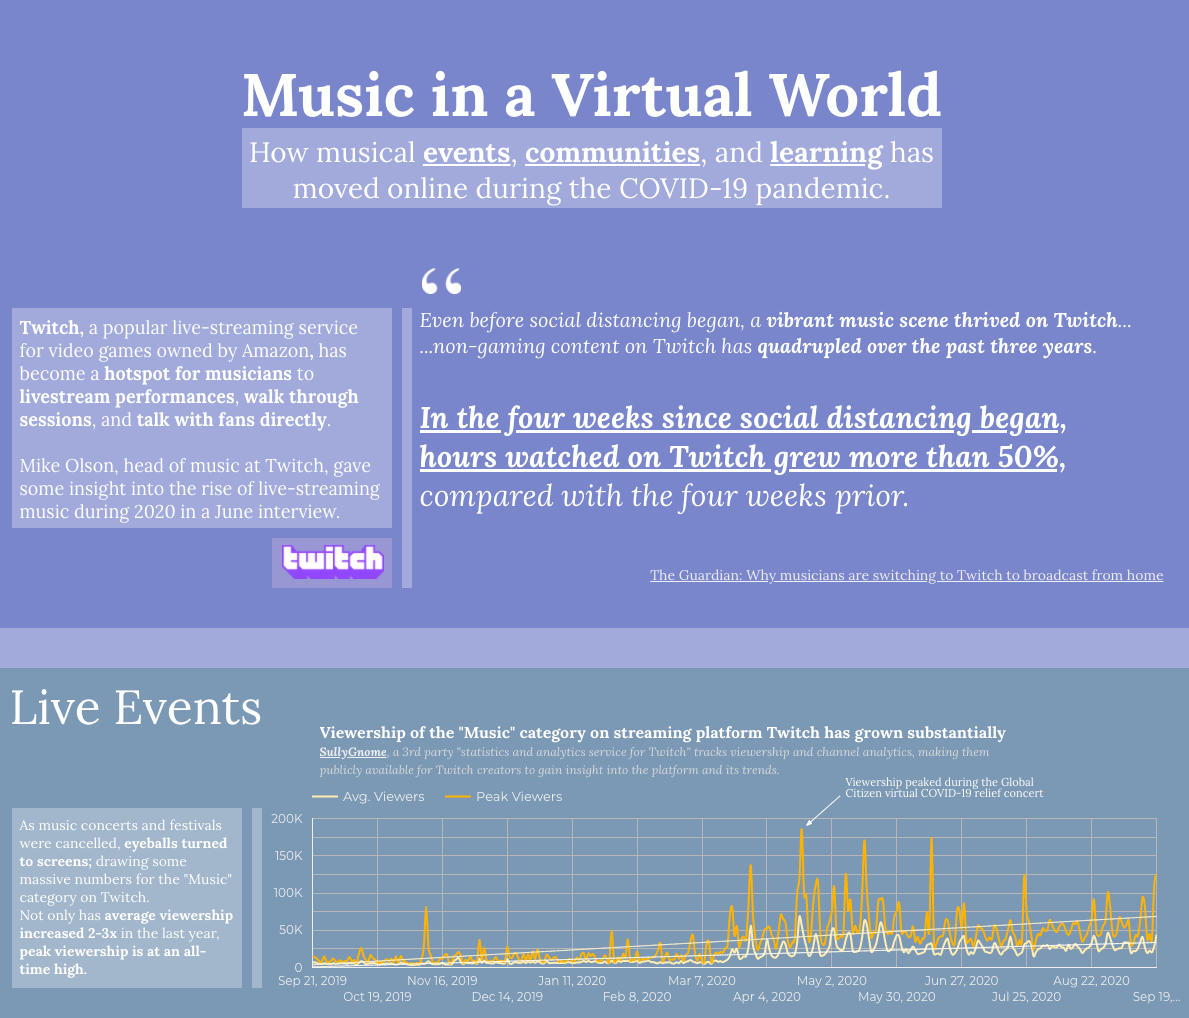 Music in a Virtual World
How musical events, communities, and learning has
moved online during the COVID-19 pandemic.
Twitch, a popular live-streaming service
for video games owned by Amazon, has
become a hotspot for musicians to
livestream performances, walk through
sessions, and talk with fans directly.
Mike Olson, head of music at Twitch, gave
some insight into the rise of live-streaming
music during 2020 in a June interview.
twitch
“
Even before social distancing began, a vibrant music scene thrived on Twitch...
...non-gaming content on Twitch has quadrupled over the past three years.
In the four weeks since social distancing began,
hours watched on Twitch grew more than 50%,
compared with the four weeks prior.
The Guardian: Why musicians are switching to Twitch to broadcast from home
Live Events
As music concerts and festivals
were cancelled, eyeballs turned
to screens; drawing some
massive numbers for the "Music"
category on Twitch.
Not only has average viewership
increased 2-3x in the last year,
peak viewership is at an all-
time high.
Viewership of the "Music" category on streaming platform Twitch has grown substantially
SullyGnome, a 3rd party "statistics and analytics service for Twitch" tracks viewership and channel analytics, making them
publicly available for Twitch creators to gain insight into the platform and its trends.
Viewership peaked during the Global
Citizen virtual COVID-19 relief concert
Avg. Viewers Peak Viewers
200K
150K
100K
50K
0
Sep 21, 2019 Nov 16, 2019 Jan 11, 2020 Mar 7, 2020 May 2, 2020 Jun 27, 2020 Aug 22, 2020
Oct 19, 2019 Dec 14, 2019 Feb 8, 2020 Apr 4, 2020 May 30, 2020 Jul 25, 2020 Sep 19,...